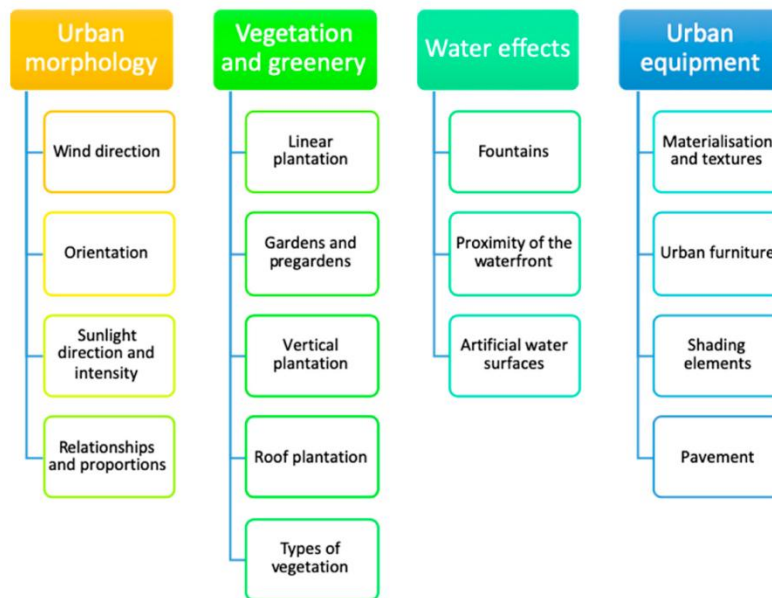 Urban
morphology
Wind direction
Orientation
Sunlight
direction and
intensity
Relationships
and proportions
Vegetation
and greenery
Linear
plantation
Gardens and
pregardens
Vertical
plantation
Roof plantation
Types of
vegetation
Water effects
Fountains
Proximity of the
waterfront
Artificial water
surfaces
Urban
equipment
Materialisation
and textures
Urban furniture
Shading
elements
Pavement